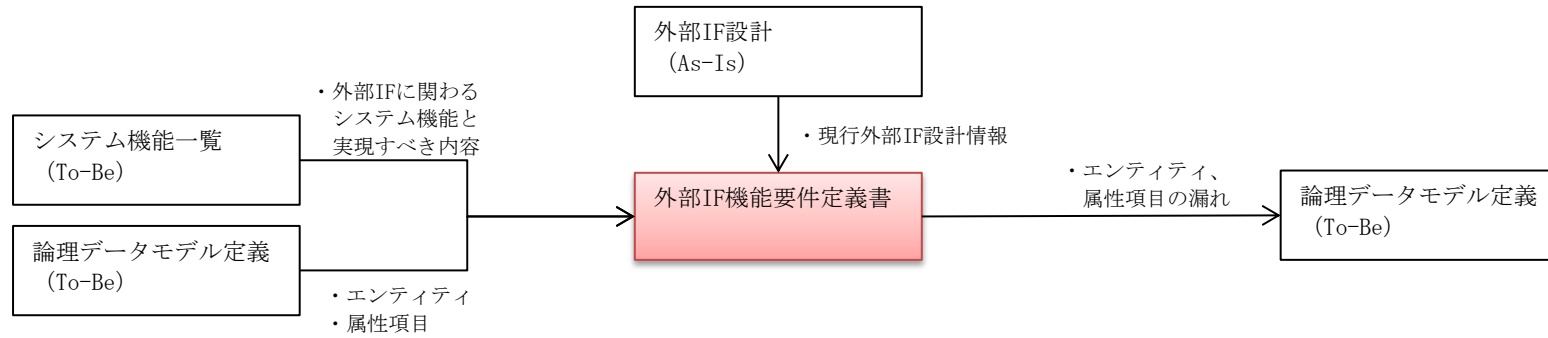 外部IF設計
(As-Is)
・外部IFに関わる
システム機能と
実現すべき内容
システム機能一覧
(To-Be)
・現行外部IF設計情報
外部IF機能要件定義書
・エンティティ、
属性項目の漏れ
論理データモデル定義
(To-Be)
論理データモデル定義
(To-Be)
・エンティティ
・属性項目